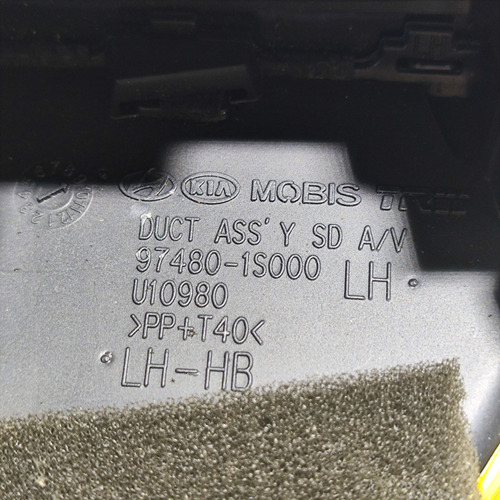 KIA MOBIS
DUCT ASS'Y SD A/V
97480-1S000 LH
U10980
>PP+T40<
LH-HB